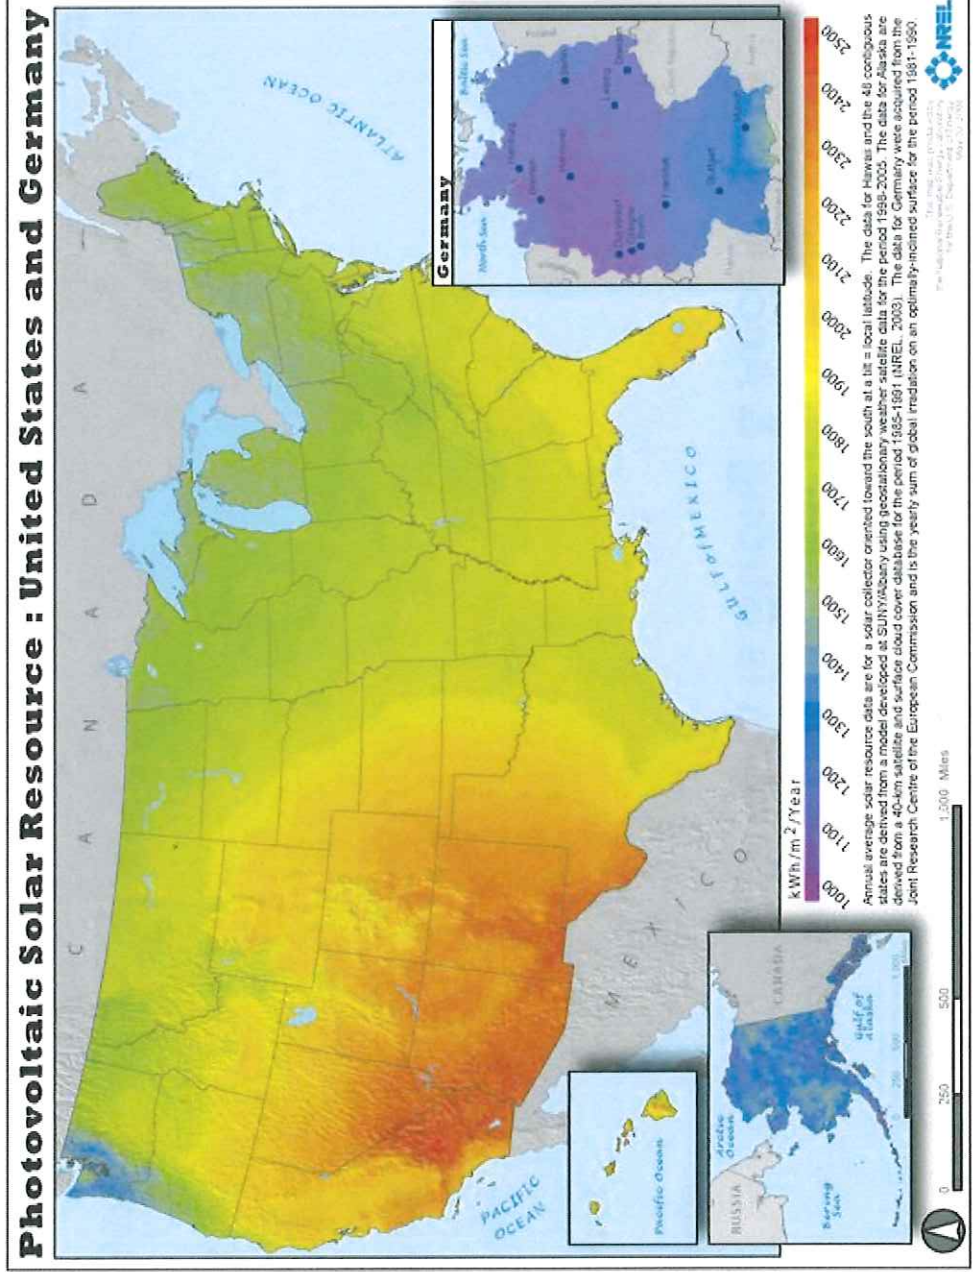 Photovoltaic Solar Resource : United States and Germany
C A N A D A
ATLANTIC OCEAN
GULF of MEXICO
M E X I C O
PACIFIC
OCEAN
Germany
North Sea
Baltic Sea
Poland
Hamburg
Bremen
Hannover
Berlin
Leipzig
Dresden
Düsseldorf
Cologne
Bonn
Frankfurt
Stuttgart
Pacific Ocean
Arctic
Ocean
RUSSIA
CANADA
Bering
Sea
Gulf of
Alaska
0 250 500 1,000
kWh/m²/Year
1000 1100 1200 1300 1400 1500 1600 1700 1800 1900 2000 2100 2200 2300 2400 2500
Annual average solar resource data are for a solar collector oriented toward the south at a tilt = local latitude. The data for Hawaii and the 48 contiguous
states are derived from a model developed at SUNY/Albany using geostationary weather satellite data for the period 1998-2005. The data for Alaska are
derived from a 40-km satellite and surface cloud cover database for the period 1985-1991 (NREL, 2003). The data for Germany were acquired from the
Joint Research Centre of the European Commission and is the yearly sum of global irradation on an optimally-inclined surface for the period 1981-1990.
0 250 500 1,000 Miles
NREL